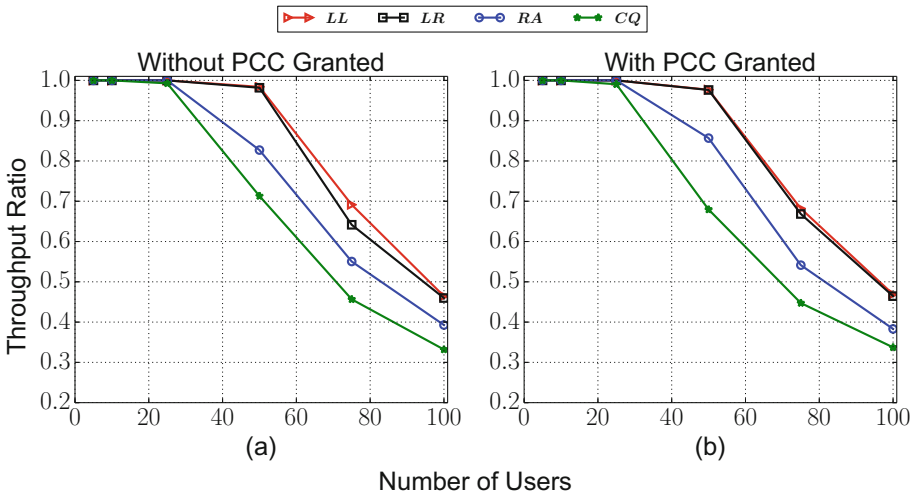 LL LR RA CQ
Without PCC Granted
With PCC Granted
Throughput Ratio
1.0
0.9
0.8
0.7
0.6
0.5
0.4
0.3
0.2
0 20 40 60 80 100
(a)
1.0
0.9
0.8
0.7
0.6
0.5
0.4
0.3
0.2
0 20 40 60 80 100
(b)
Number of Users